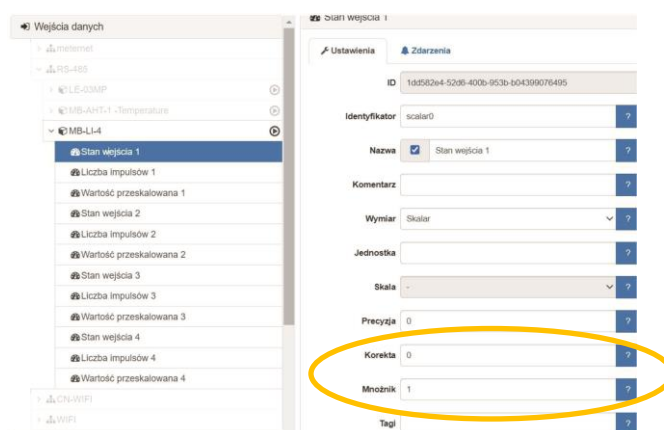 Wejścia danych
meternet
RS-485
LE-03MP
MB-AHT-1 -Temperature
MB-LI-4
Stan wejścia 1
Liczba impulsów 1
Wartość przeskalowana 1
Stan wejścia 2
Liczba impulsów 2
Wartość przeskalowana 2
Stan wejścia 3
Liczba impulsów 3
Wartość przeskalowana 3
Stan wejścia 4
Liczba impulsów 4
Wartość przeskalowana 4
CN-WIFI
WIFI
Stan wejścia 1
Ustawienia Zdarzenia
ID 1dd582e4-52d6-400b-953b-b04399076495
Identyfikator scalar0 ?
Nazwa Stan wejścia 1 ?
Komentarz ?
Wymiar Skalar ?
Jednostka ?
Skala - ?
Precyzja 0 ?
Korekta 0 ?
Mnożnik 1 ?
Tagi ?